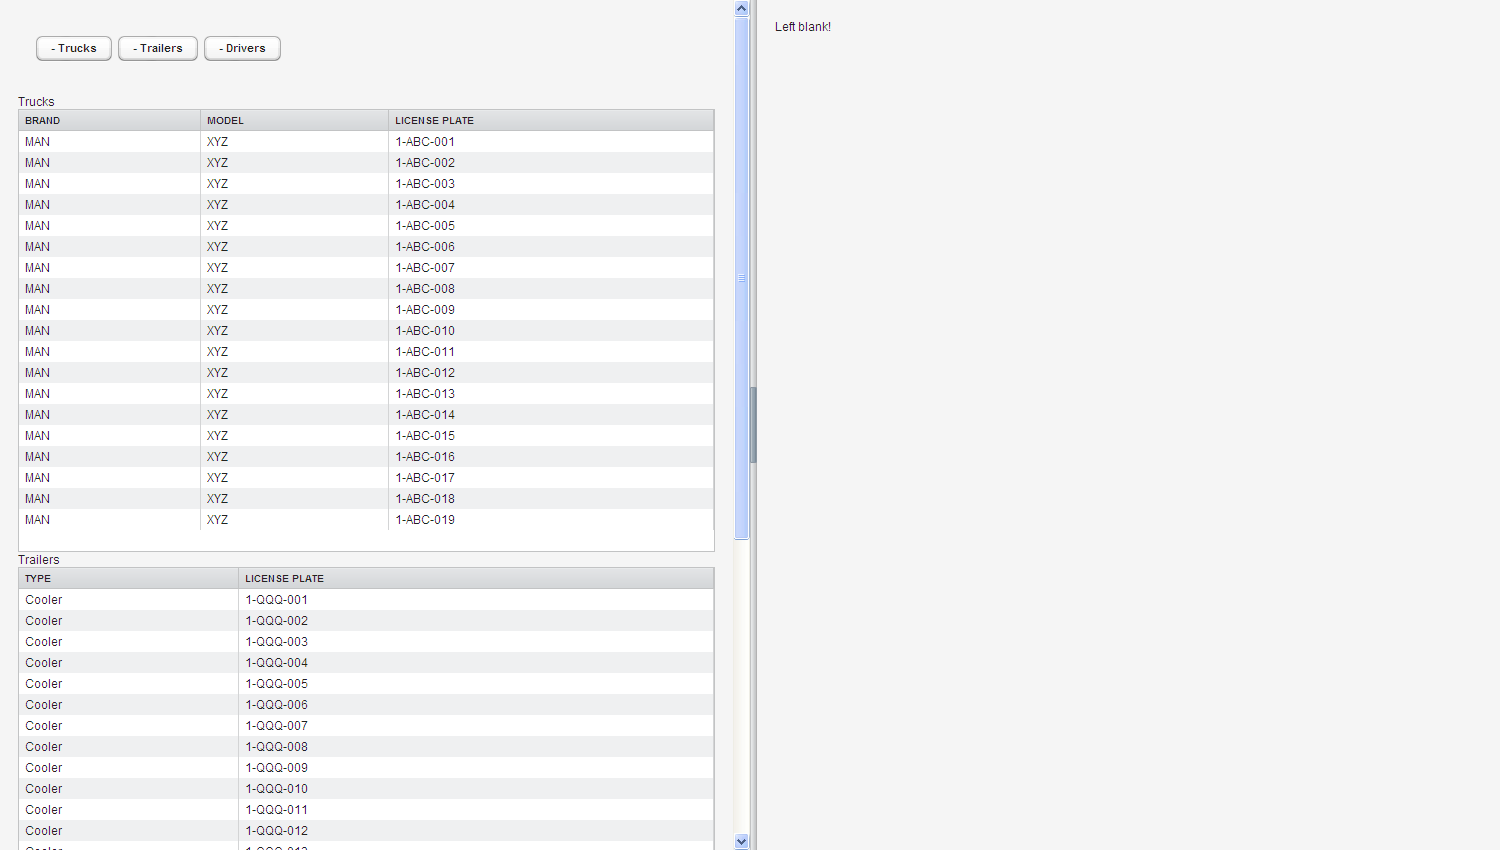 - Trucks - Trailers - Drivers
Left blank!
Trucks
BRAND MODEL LICENSE PLATE
MAN XYZ 1-ABC-001
MAN XYZ 1-ABC-002
MAN XYZ 1-ABC-003
MAN XYZ 1-ABC-004
MAN XYZ 1-ABC-005
MAN XYZ 1-ABC-006
MAN XYZ 1-ABC-007
MAN XYZ 1-ABC-008
MAN XYZ 1-ABC-009
MAN XYZ 1-ABC-010
MAN XYZ 1-ABC-011
MAN XYZ 1-ABC-012
MAN XYZ 1-ABC-013
MAN XYZ 1-ABC-014
MAN XYZ 1-ABC-015
MAN XYZ 1-ABC-016
MAN XYZ 1-ABC-017
MAN XYZ 1-ABC-018
MAN XYZ 1-ABC-019
Trailers
TYPE LICENSE PLATE
Cooler 1-QQQ-001
Cooler 1-QQQ-002
Cooler 1-QQQ-003
Cooler 1-QQQ-004
Cooler 1-QQQ-005
Cooler 1-QQQ-006
Cooler 1-QQQ-007
Cooler 1-QQQ-008
Cooler 1-QQQ-009
Cooler 1-QQQ-010
Cooler 1-QQQ-011
Cooler 1-QQQ-012